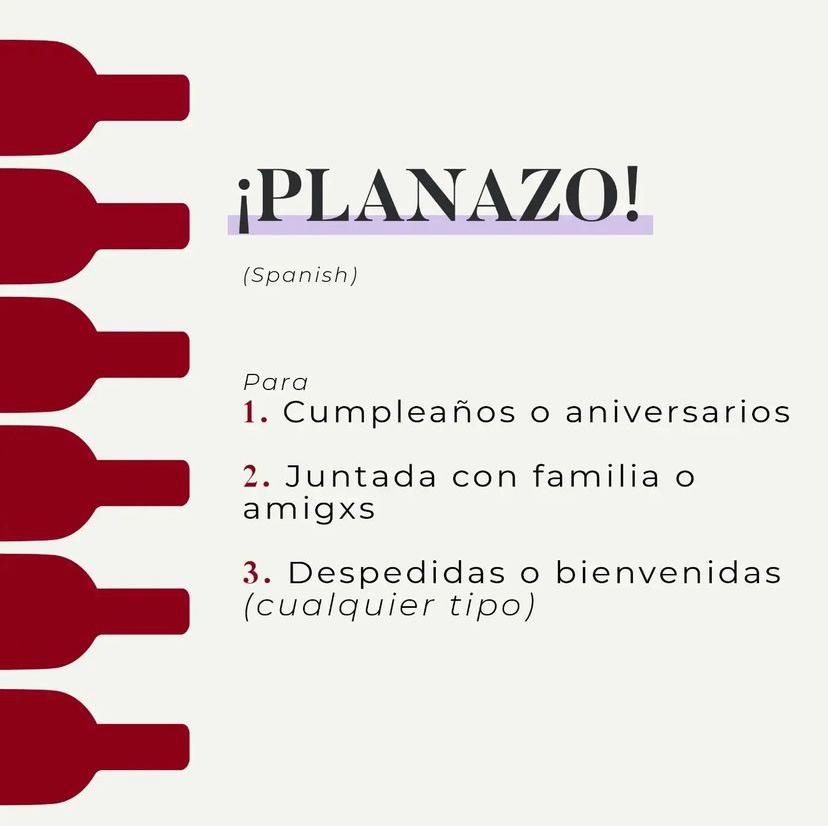 ¡PLANAZO!
(Spanish)
Para
1. Cumpleaños o aniversarios
2. Juntada con familia o
amigxs
3. Despedidas o bienvenidas
(cualquier tipo)